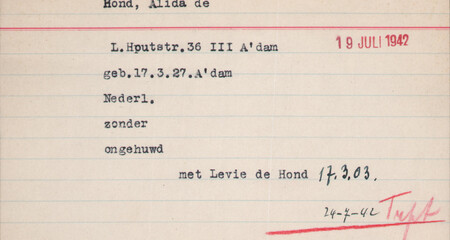 Hond, Alida de
L.Hputstr.36 III A'dam
19 JULI 1942
geb.17.3.27.A'dam
Nederl.
zonder
ongehuwd
met Levie de Hond 17.3.03.
24-7-42 Trpt